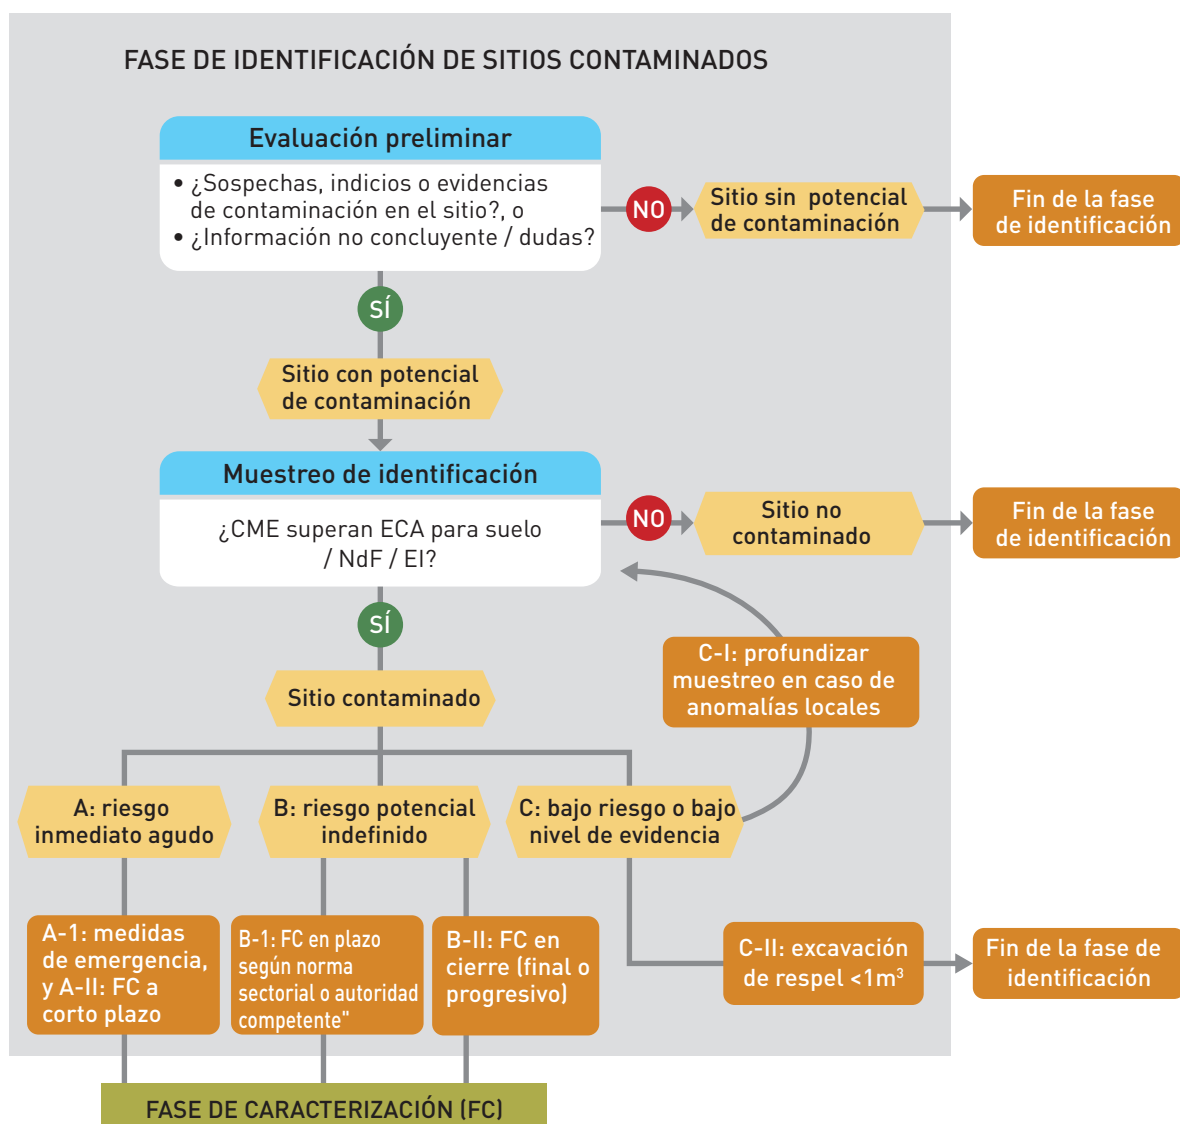 FASE DE IDENTIFICACIÓN DE SITIOS CONTAMINADOS
Evaluación preliminar
• ¿Sospechas, indicios o evidencias
de contaminación en el sitio?, o
• ¿Información no concluyente / dudas?
NO
Sitio sin potencial
de contaminación
Fin de la fase
de identificación
SÍ
Sitio con potencial
de contaminación
Muestreo de identificación
¿CME superan ECA para suelo
/ NdF / EI?
NO
Sitio no
contaminado
Fin de la fase
de identificación
SÍ
Sitio contaminado
C-I: profundizar
muestreo en caso de
anomalías locales
A: riesgo
inmediato agudo
B: riesgo potencial
indefinido
C: bajo riesgo o bajo
nivel de evidencia
A-1: medidas
de emergencia,
y A-II: FC a
corto plazo
B-1: FC en plazo
según norma
sectorial o autoridad
competente"
B-II: FC en
cierre (final o
progresivo)
C-II: excavación
de respel <1m³
Fin de la fase de
identificación
FASE DE CARACTERIZACIÓN (FC)